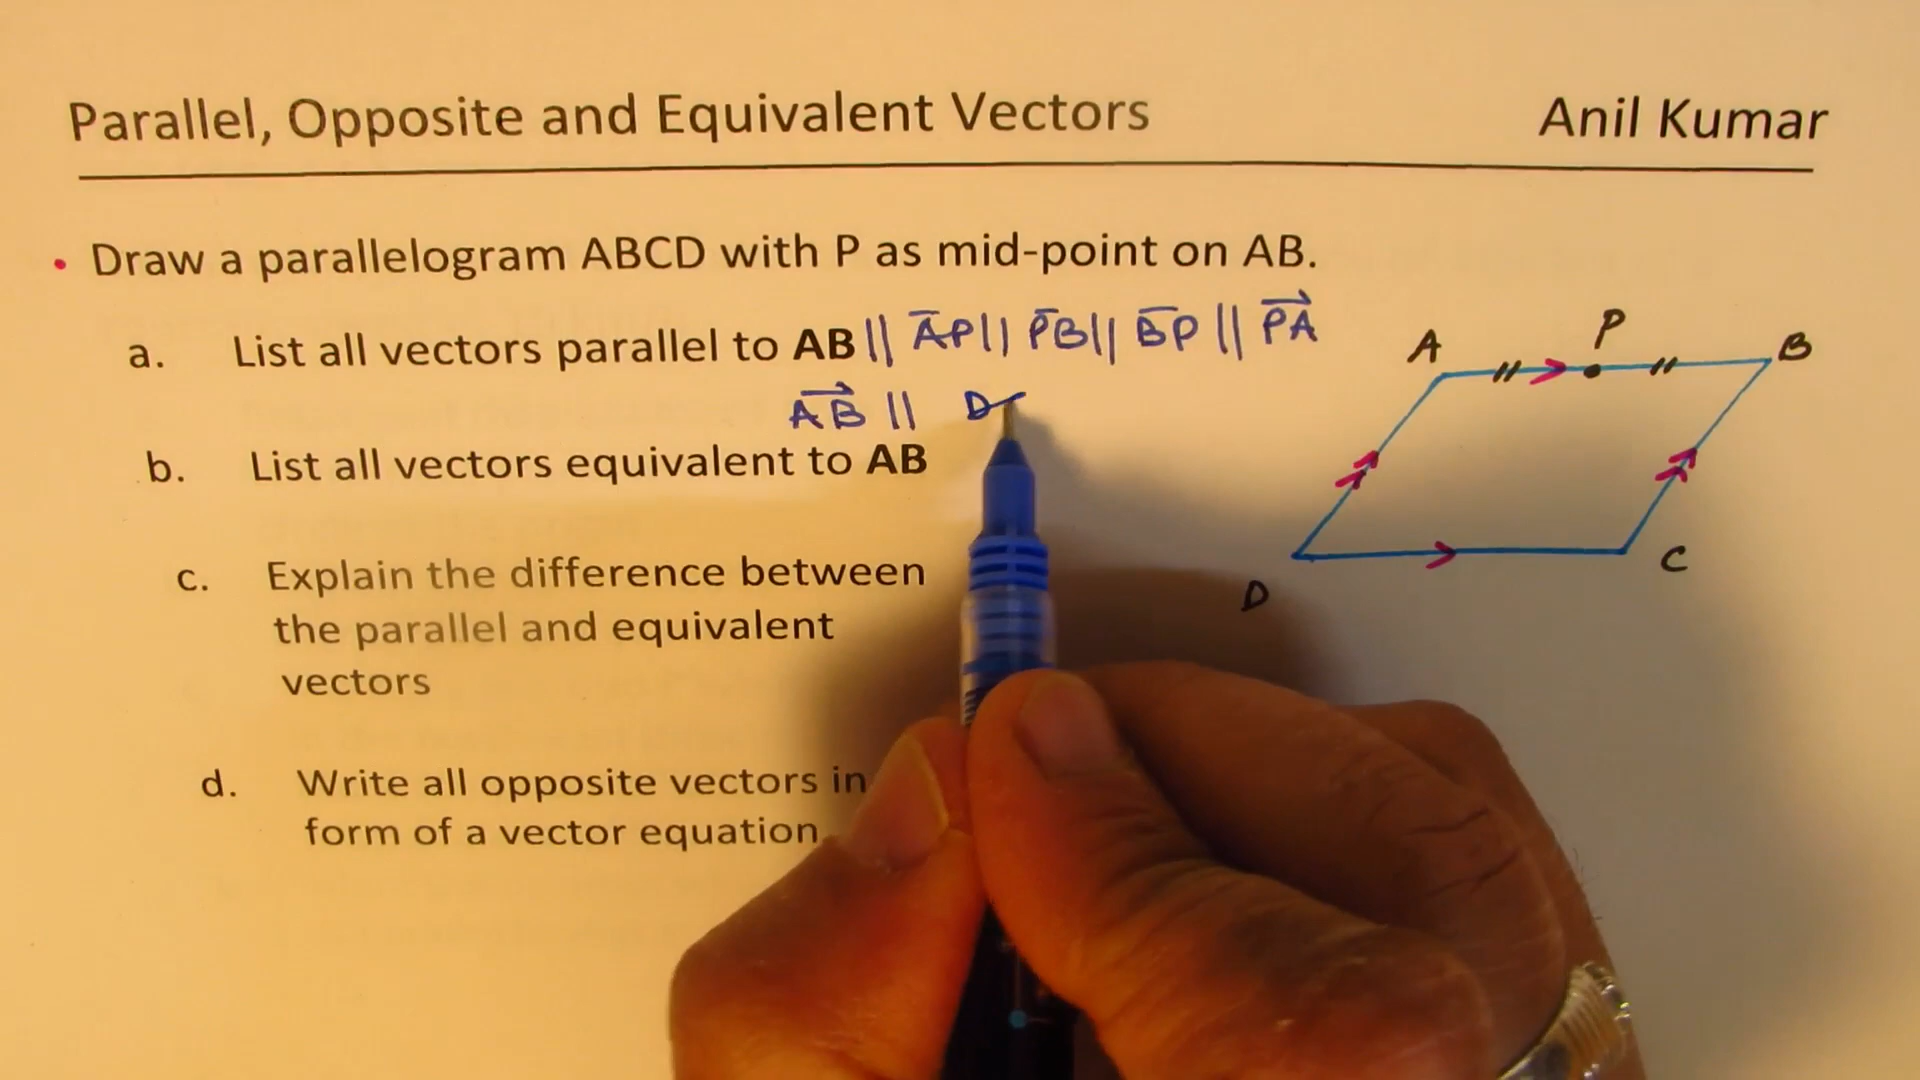 Parallel, Opposite and Equivalent Vectors Anil Kumar
• Draw a parallelogram ABCD with P as mid-point on AB.
a. List all vectors parallel to AB || AP || PB || BP || PA
AB || D
b. List all vectors equivalent to AB
c. Explain the difference between
the parallel and equivalent
vectors
d. Write all opposite vectors in
form of a vector equation
A P B
D C